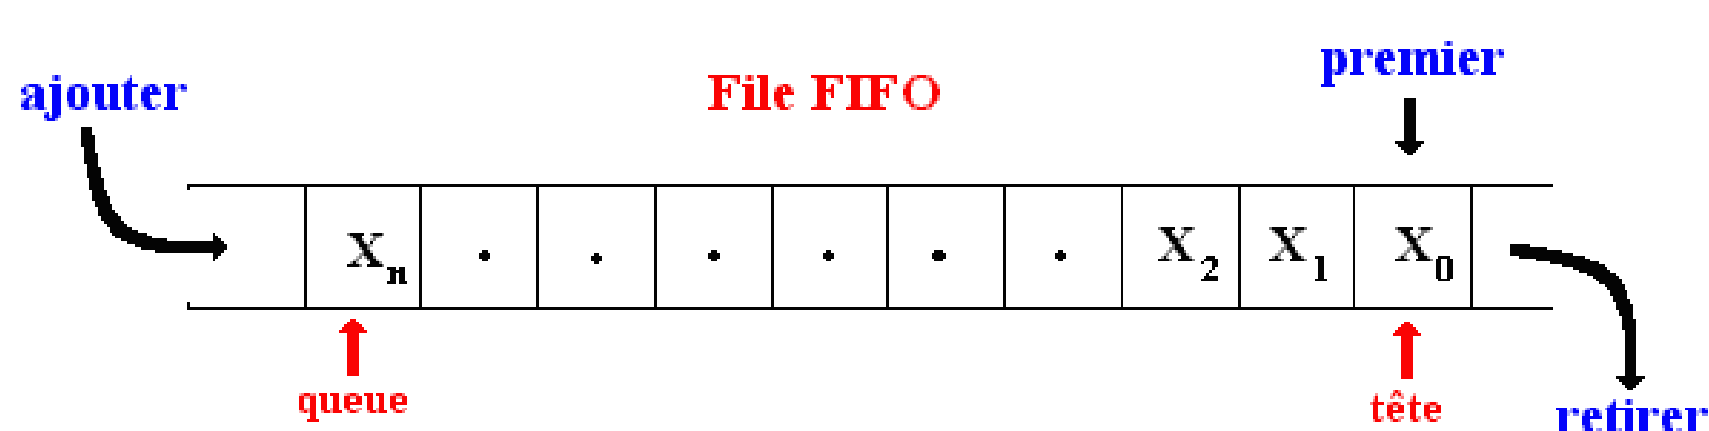 premier
ajouter
File FIFO
Xn . . . . . . X2 X1 X0
queue
tête
retirer